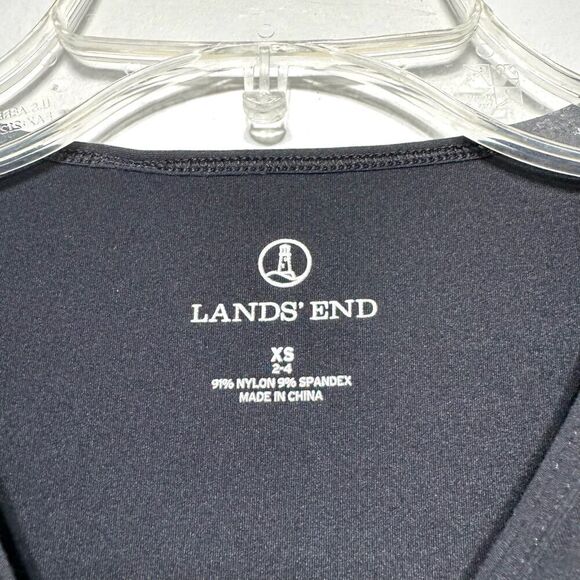 LANDS' END
XS
2-4
91% NYLON 9% SPANDEX
MADE IN CHINA